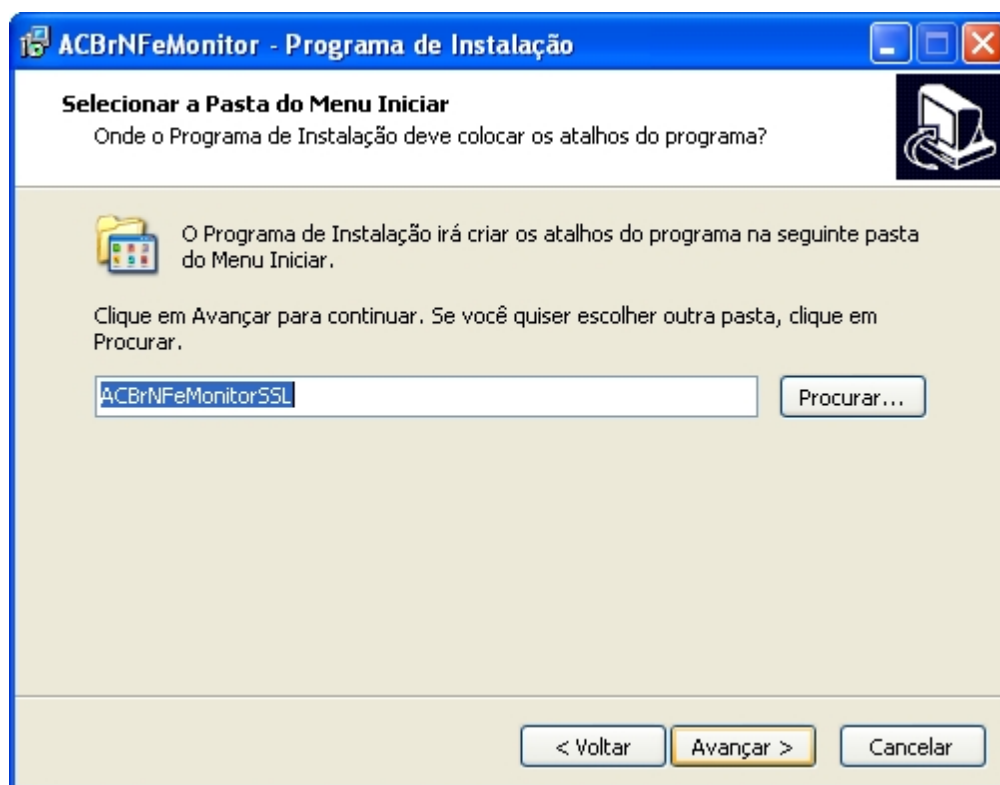 ACBrNFeMonitor - Programa de Instalação
Selecionar a Pasta do Menu Iniciar
Onde o Programa de Instalação deve colocar os atalhos do programa?
O Programa de Instalação irá criar os atalhos do programa na seguinte pasta
do Menu Iniciar.
Clique em Avançar para continuar. Se você quiser escolher outra pasta, clique em
Procurar.
ACBrNFeMonitorSSL
Procurar...
< Voltar
Avançar >
Cancelar